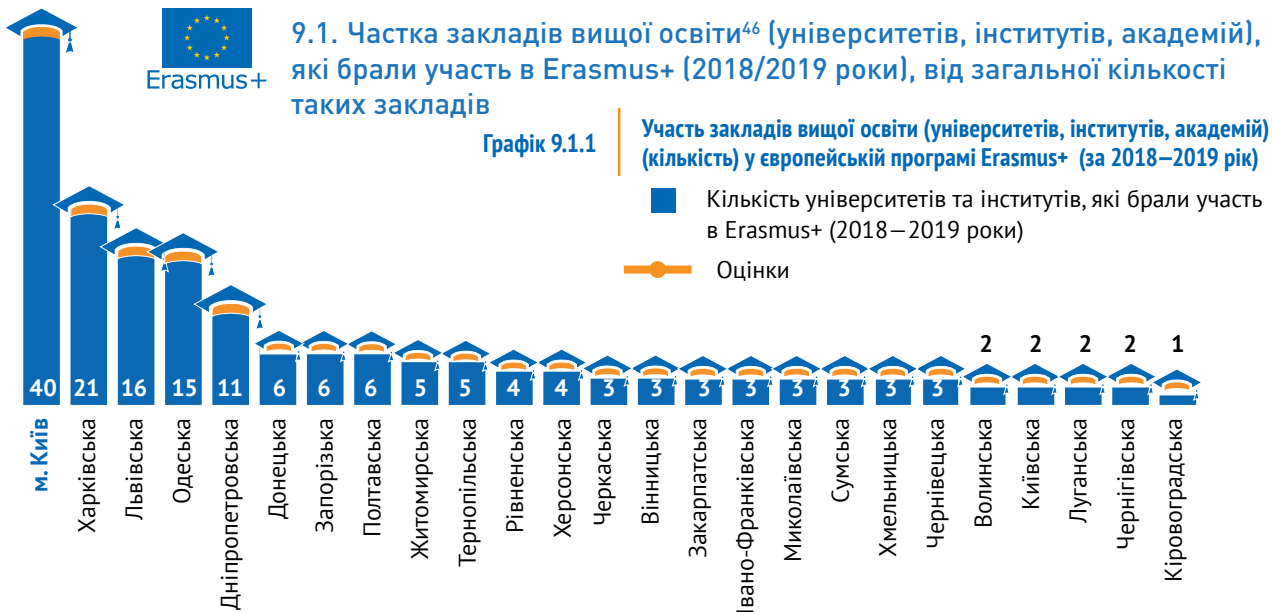 Erasmus+
9.1. Частка закладів вищої освіти⁴⁶ (університетів, інститутів, академій),
які брали участь в Erasmus+ (2018/2019 роки), від загальної кількості
таких закладів
Графік 9.1.1
Участь закладів вищої освіти (університетів, інститутів, академій)
(кількість) у європейській програмі Erasmus+ (за 2018—2019 рік)
Кількість університетів та інститутів, які брали участь
в Erasmus+ (2018—2019 роки)
Оцінки
40 21 16 15 11 6 6 6 5 5 4 4 3 3 3 3 3 3 3 3 2 2 2 2 1
м. Київ
Харківська
Львівська
Одеська
Дніпропетровська
Донецька
Запорізька
Полтавська
Житомирська
Тернопільська
Рівненська
Херсонська
Черкаська
Вінницька
Закарпатська
Івано-Франківська
Миколаївська
Сумська
Хмельницька
Чернівецька
Волинська
Київська
Луганська
Чернігівська
Кіровоградська